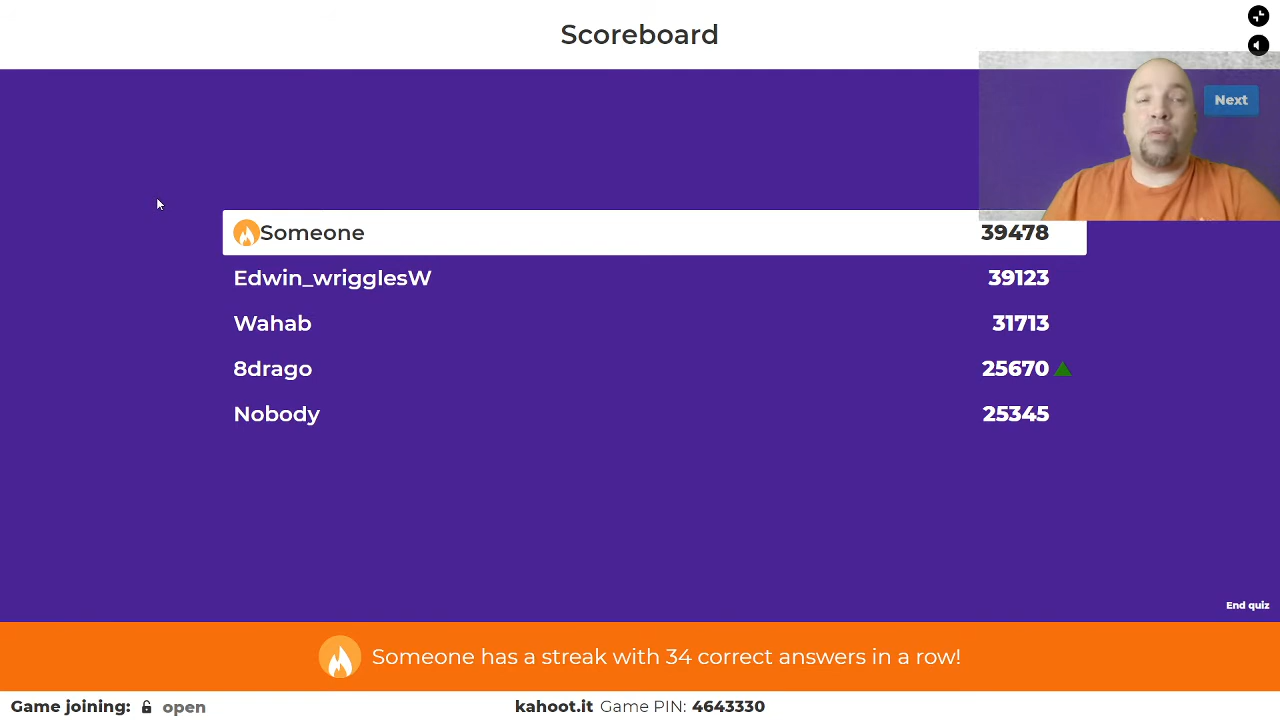 Scoreboard
Next
Someone 39478
Edwin_wrigglesW 39123
Wahab 31713
8drago 25670
Nobody 25345
End quiz
Someone has a streak with 34 correct answers in a row!
Game joining: open kahoot.it Game PIN: 4643330